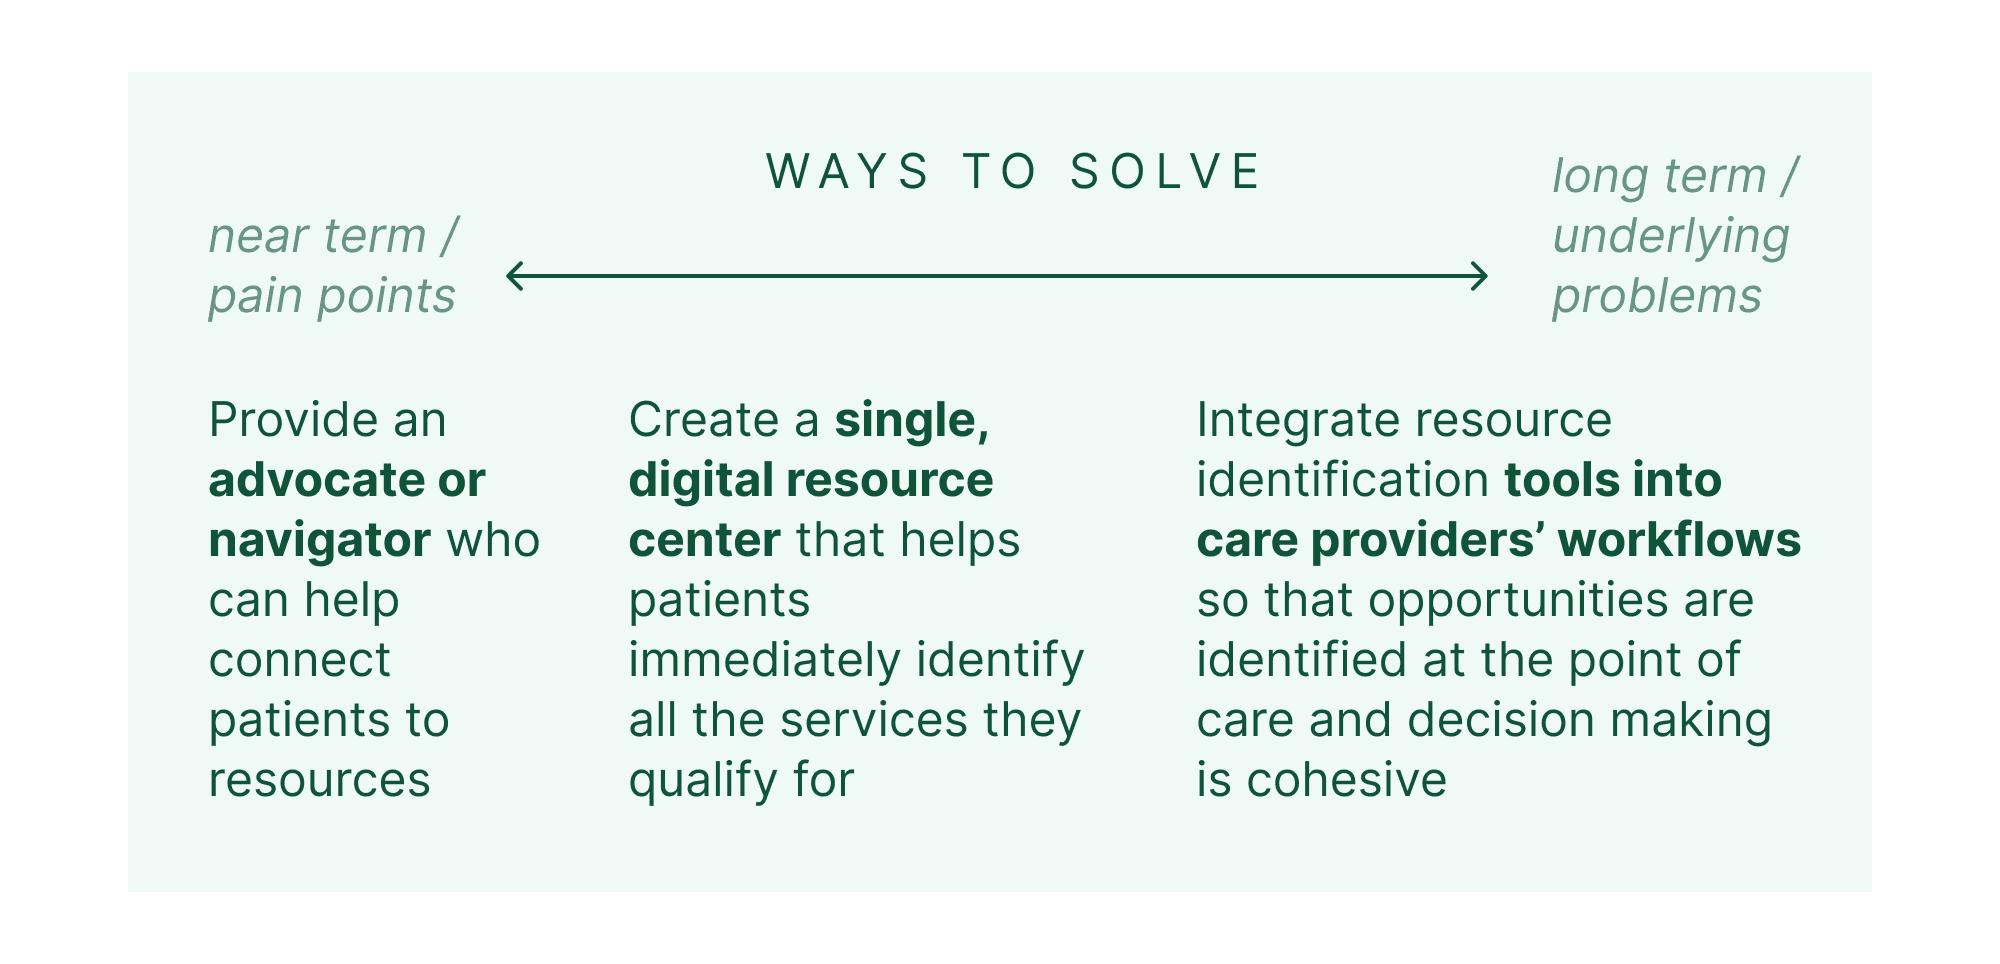 WAYS TO SOLVE
near term /
pain points
long term /
underlying
problems
Provide an
advocate or
navigator who
can help
connect
patients to
resources
Create a single,
digital resource
center that helps
patients
immediately identify
all the services they
qualify for
Integrate resource
identification tools into
care providers’ workflows
so that opportunities are
identified at the point of
care and decision making
is cohesive